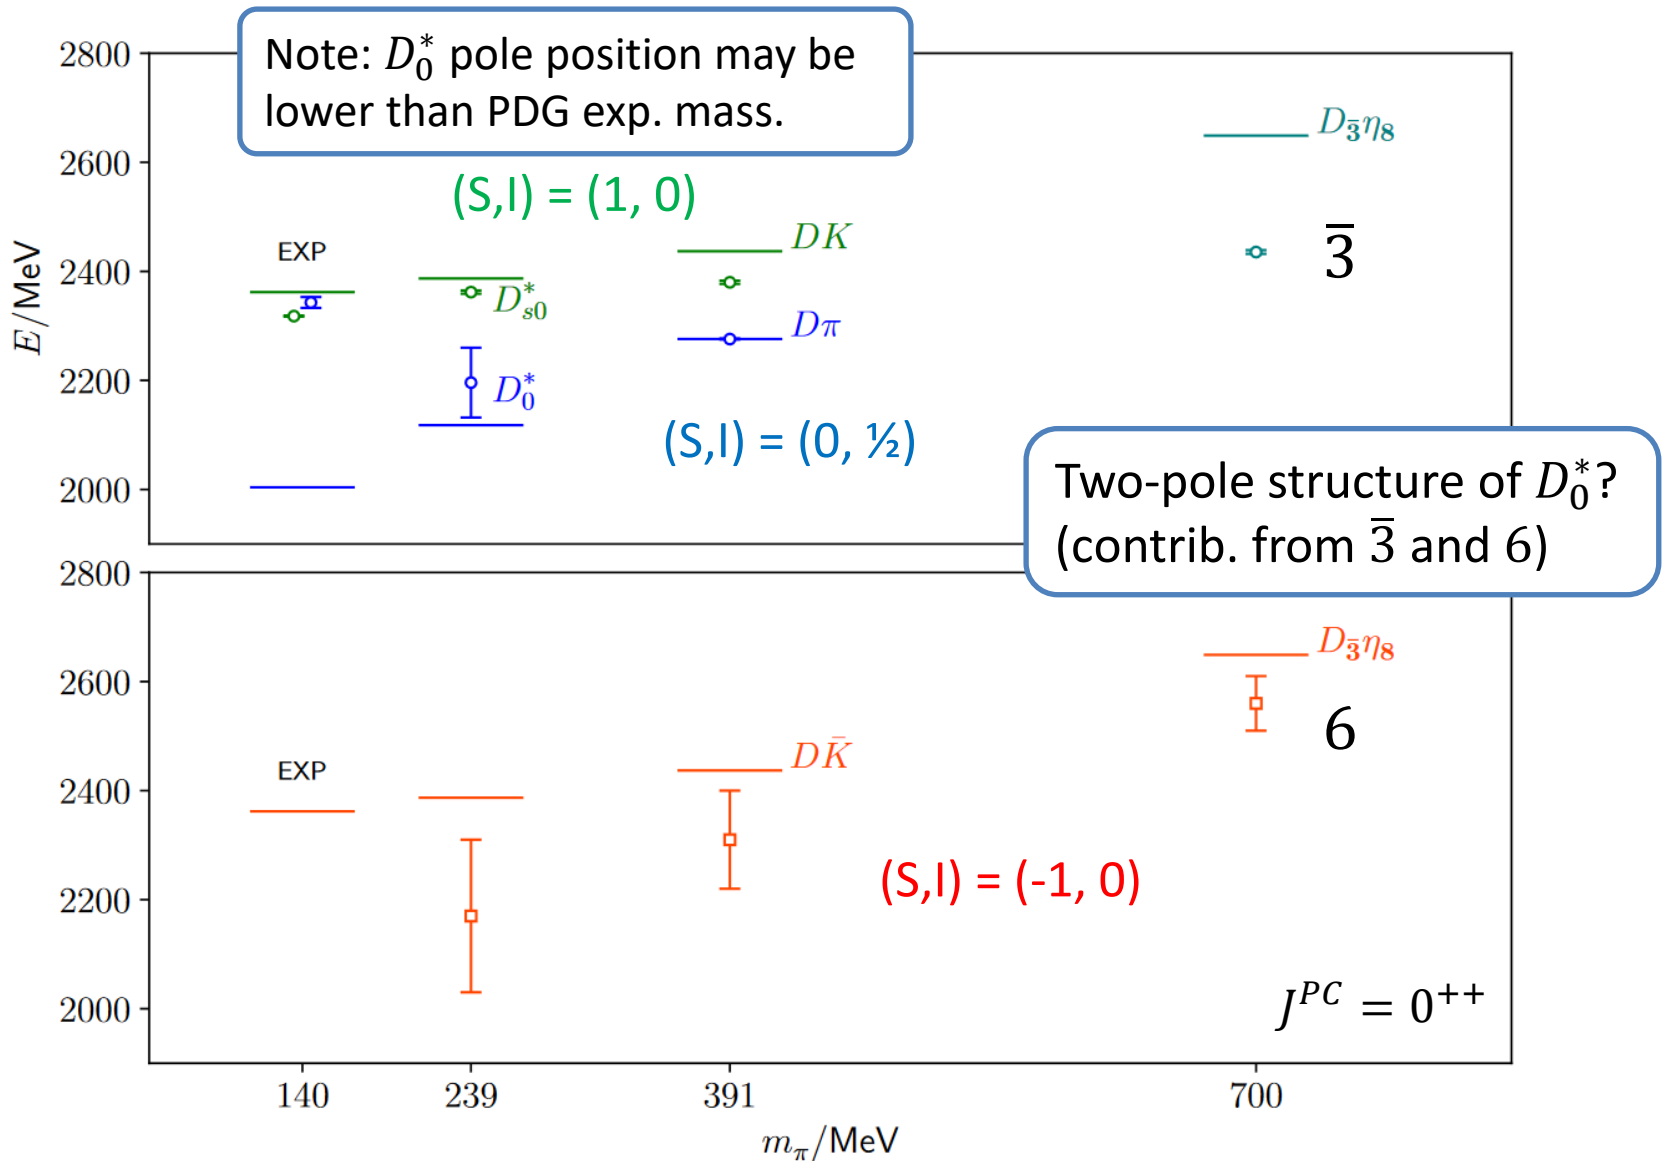 Note: D₀* pole position may be
lower than PDG exp. mass.
2800
2600
2400
2200
2000
E/MeV
(S,I) = (1, 0)
EXP
D*ₛ₀
D₀*
DK
Dπ
(S,I) = (0, ½)
D_3̄η₈
3̄
Two-pole structure of D₀*?
(contrib. from 3̄ and 6)
2800
2600
2400
2200
2000
EXP
DK̄
D_3̄η₈
6
(S,I) = (-1, 0)
J^PC = 0⁺⁺
140
239
391
700
m_π/MeV